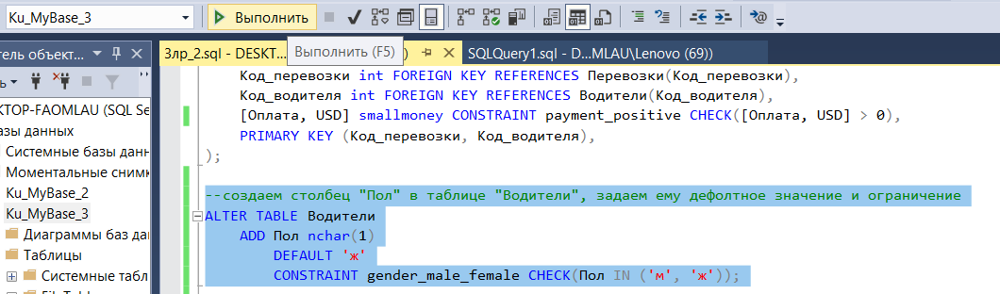 Ku_MyBase_3
Выполнить
3лр_2.sql - DESKT...
Выполнить (F5)
SQLQuery1.sql - D...MLAU\Lenovo (69))
тель объект...
KTOP-FAOMLAU (SQL Se
азы данных
Системные базы данн
Моментальные снимк
Ku_MyBase_2
Ku_MyBase_3
Диаграммы баз дан
Таблицы
Системные табл
Код_перевозки int FOREIGN KEY REFERENCES Перевозки(Код_перевозки),
Код_водителя int FOREIGN KEY REFERENCES Водители(Код_водителя),
[Оплата, USD] smallmoney CONSTRAINT payment_positive CHECK([Оплата, USD] > 0),
PRIMARY KEY (Код_перевозки, Код_водителя),
);
--создаем столбец "Пол" в таблице "Водители", задаем ему дефолтное значение и ограничение
ALTER TABLE Водители
ADD Пол nchar(1)
DEFAULT 'ж'
CONSTRAINT gender_male_female CHECK(Пол IN ('м', 'ж'));